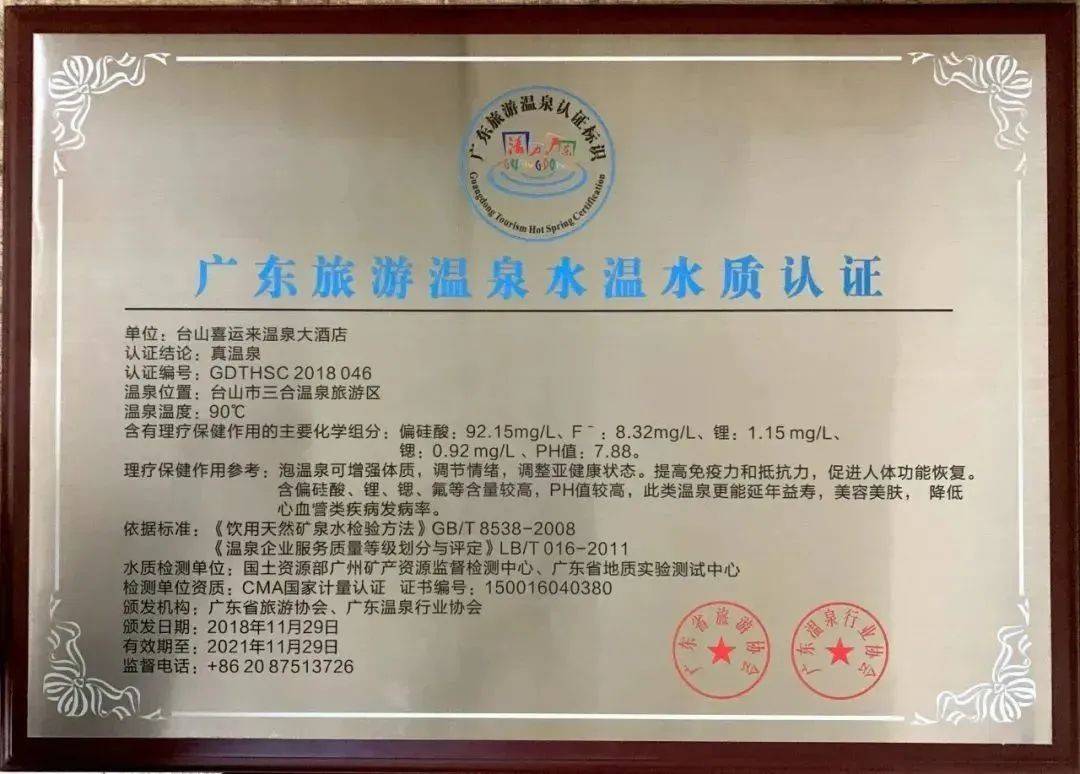 广东旅游温泉认证标识
活力广东
Guangdong Tourism Hot Spring Certification
广东旅游温泉水温水质认证
单位：台山喜运来温泉大酒店
认证结论：真温泉
认证编号：GDTHSC 2018 046
温泉位置：台山市三合温泉旅游区
温泉温度：90℃
含有理疗保健作用的主要化学组分：偏硅酸：92.15mg/L、F⁻：8.32mg/L、锂：1.15 mg/L、
锶：0.92 mg/L 、PH值：7.88。
理疗保健作用参考：泡温泉可增强体质，调节情绪，调整亚健康状态。提高免疫力和抵抗力，促进人体功能恢复。
含偏硅酸、锂、锶、氟等含量较高，PH值较高，此类温泉更能延年益寿，美容美肤， 降低
心血管类疾病发病率。
依据标准：《饮用天然矿泉水检验方法》GB/T 8538-2008
《温泉企业服务质量等级划分与评定》LB/T 016-2011
水质检测单位：国土资源部广州矿产资源监督检测中心、广东省地质实验测试中心
检测单位资质：CMA国家计量认证 证书编号：150016040380
颁发机构：广东省旅游协会、广东温泉行业协会
颁发日期：2018年11月29日
有效期至：2021年11月29日
监督电话：+86 20 87513726
广东省旅游协会
广东温泉行业协会